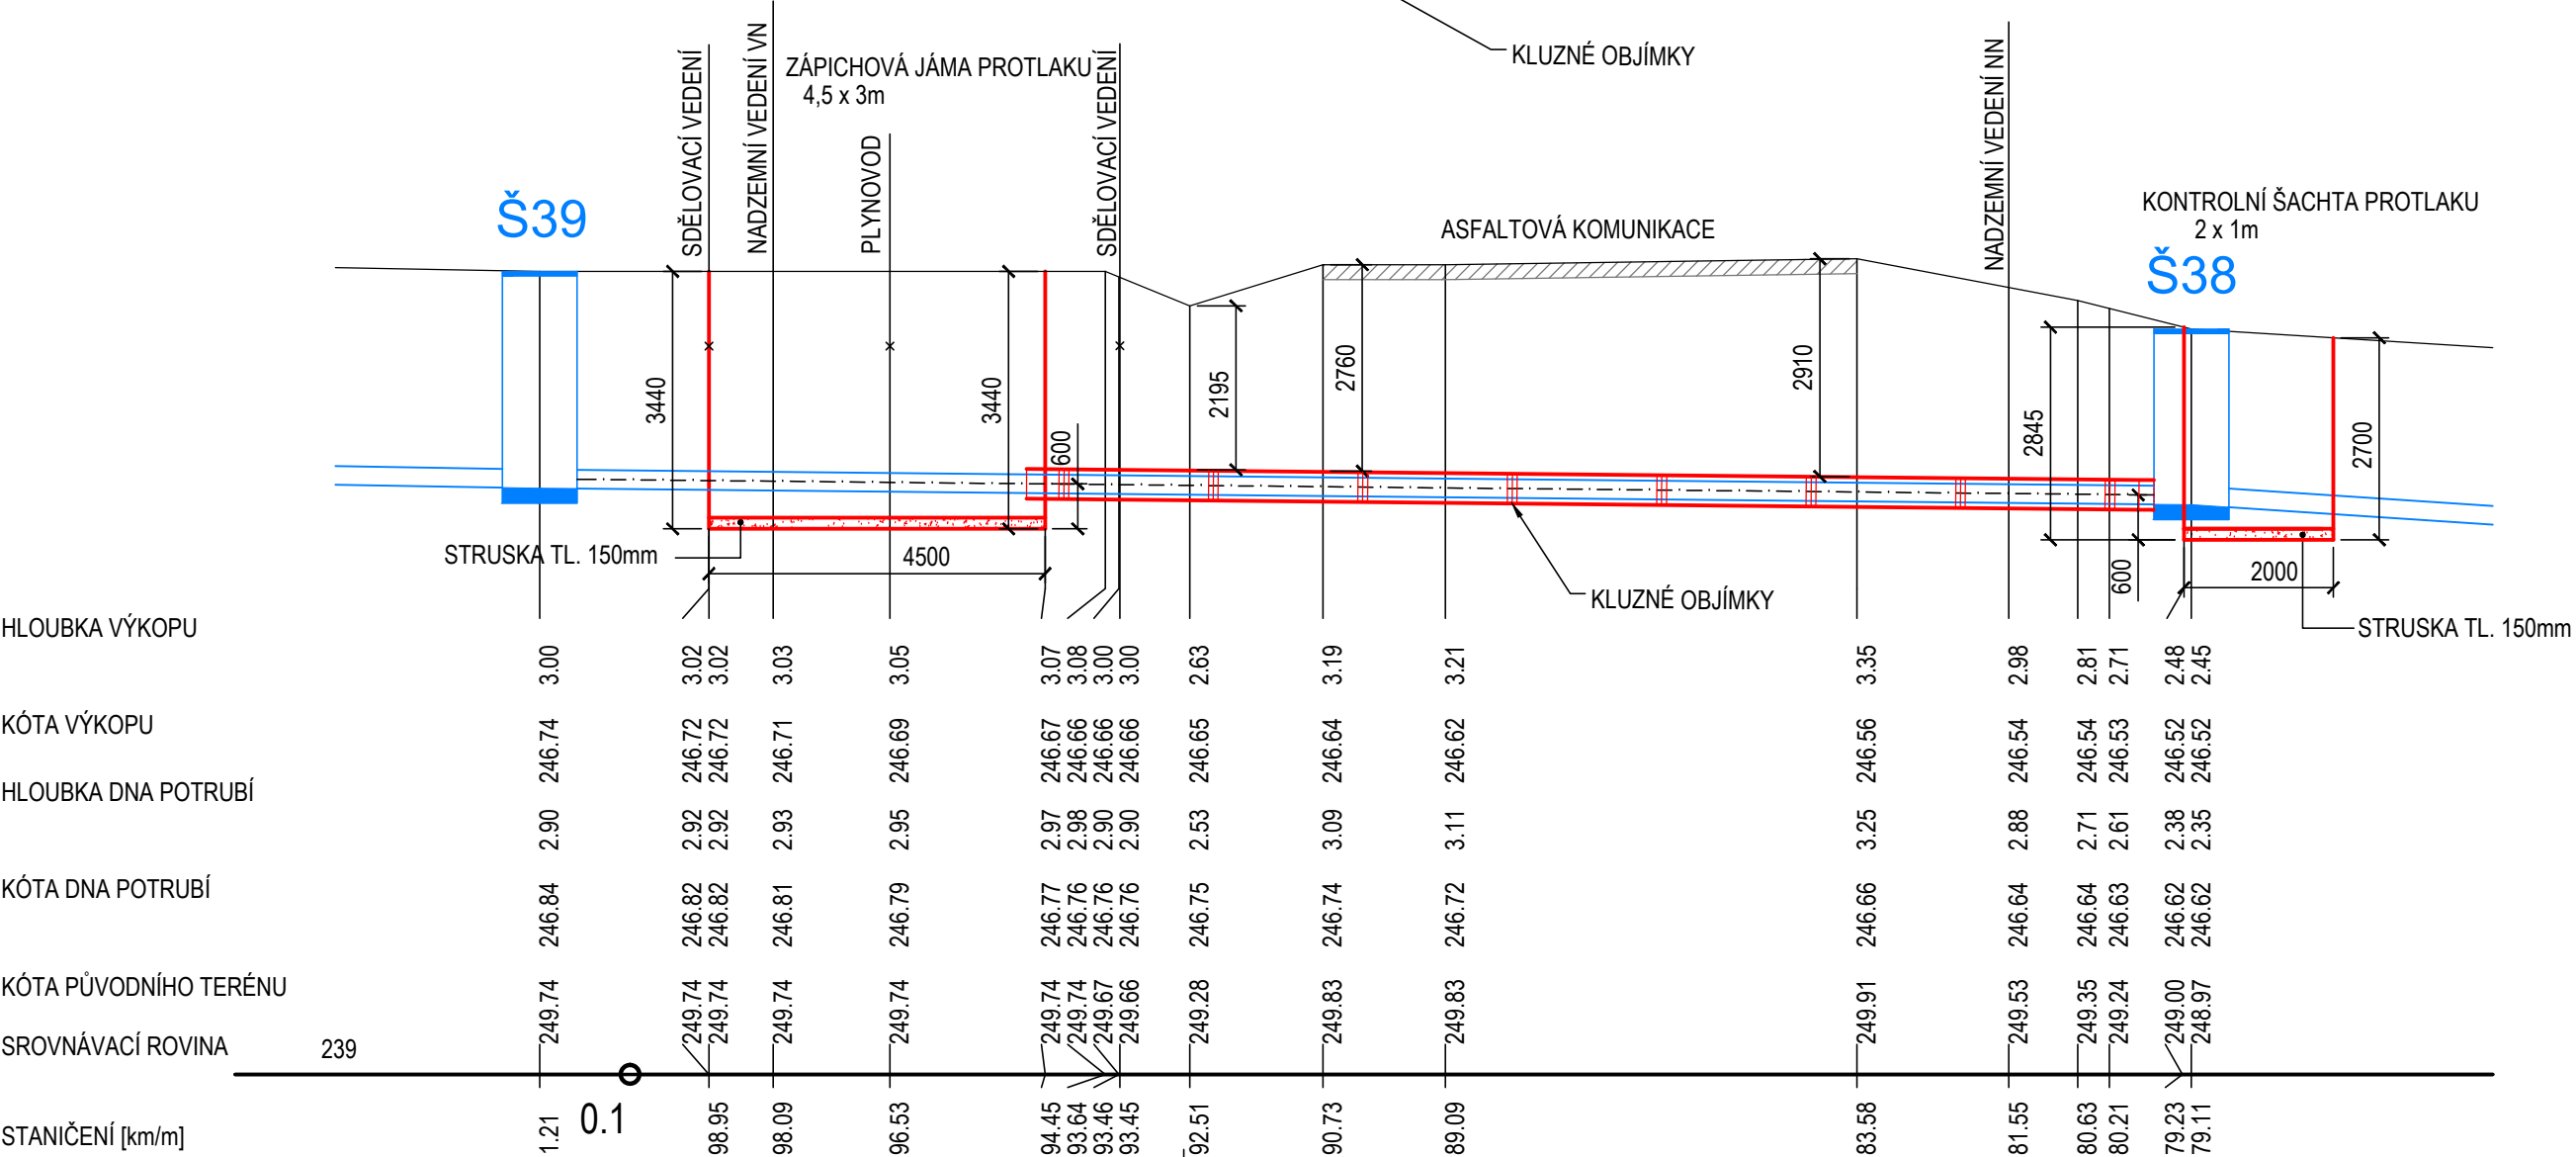 KLUZNÉ OBJÍMKY
SDĚLOVACÍ VEDENÍ
NADZEMNÍ VEDENÍ VN
ZÁPICHOVÁ JÁMA PROTLAKU
4,5 x 3m
PLYNOVOD
SDĚLOVACÍ VEDENÍ
NADZEMNÍ VEDENÍ NN
Š39
ASFALTOVÁ KOMUNIKACE
KONTROLNÍ ŠACHTA PROTLAKU
2 x 1m
Š38
3440
3440
600
2195
2760
2910
2845
2700
600
STRUSKA TL. 150mm
4500
2000
KLUZNÉ OBJÍMKY
STRUSKA TL. 150mm
HLOUBKA VÝKOPU
3.00 3.02 3.02 3.03 3.05 3.07 3.08 3.00 3.00 2.63 3.19 3.21 3.35 2.98 2.81 2.71 2.48 2.45
KÓTA VÝKOPU
246.74 246.72 246.72 246.71 246.69 246.67 246.66 246.66 246.66 246.65 246.64 246.62 246.56 246.54 246.54 246.53 246.52 246.52
HLOUBKA DNA POTRUBÍ
2.90 2.92 2.92 2.93 2.95 2.97 2.98 2.90 2.90 2.53 3.09 3.11 3.25 2.88 2.71 2.61 2.38 2.35
KÓTA DNA POTRUBÍ
246.84 246.82 246.82 246.81 246.79 246.77 246.76 246.76 246.76 246.75 246.74 246.72 246.66 246.64 246.64 246.63 246.62 246.62
KÓTA PŮVODNÍHO TERÉNU
249.74 249.74 249.74 249.74 249.74 249.74 249.74 249.67 249.66 249.28 249.83 249.83 249.91 249.53 249.35 249.24 249.00 248.97
SROVNÁVACÍ ROVINA 239
STANIČENÍ [km/m]
1.21 0.1 98.95 98.09 96.53 94.45 93.64 93.46 93.45 92.51 90.73 89.09 83.58 81.55 80.63 80.21 79.23 79.11